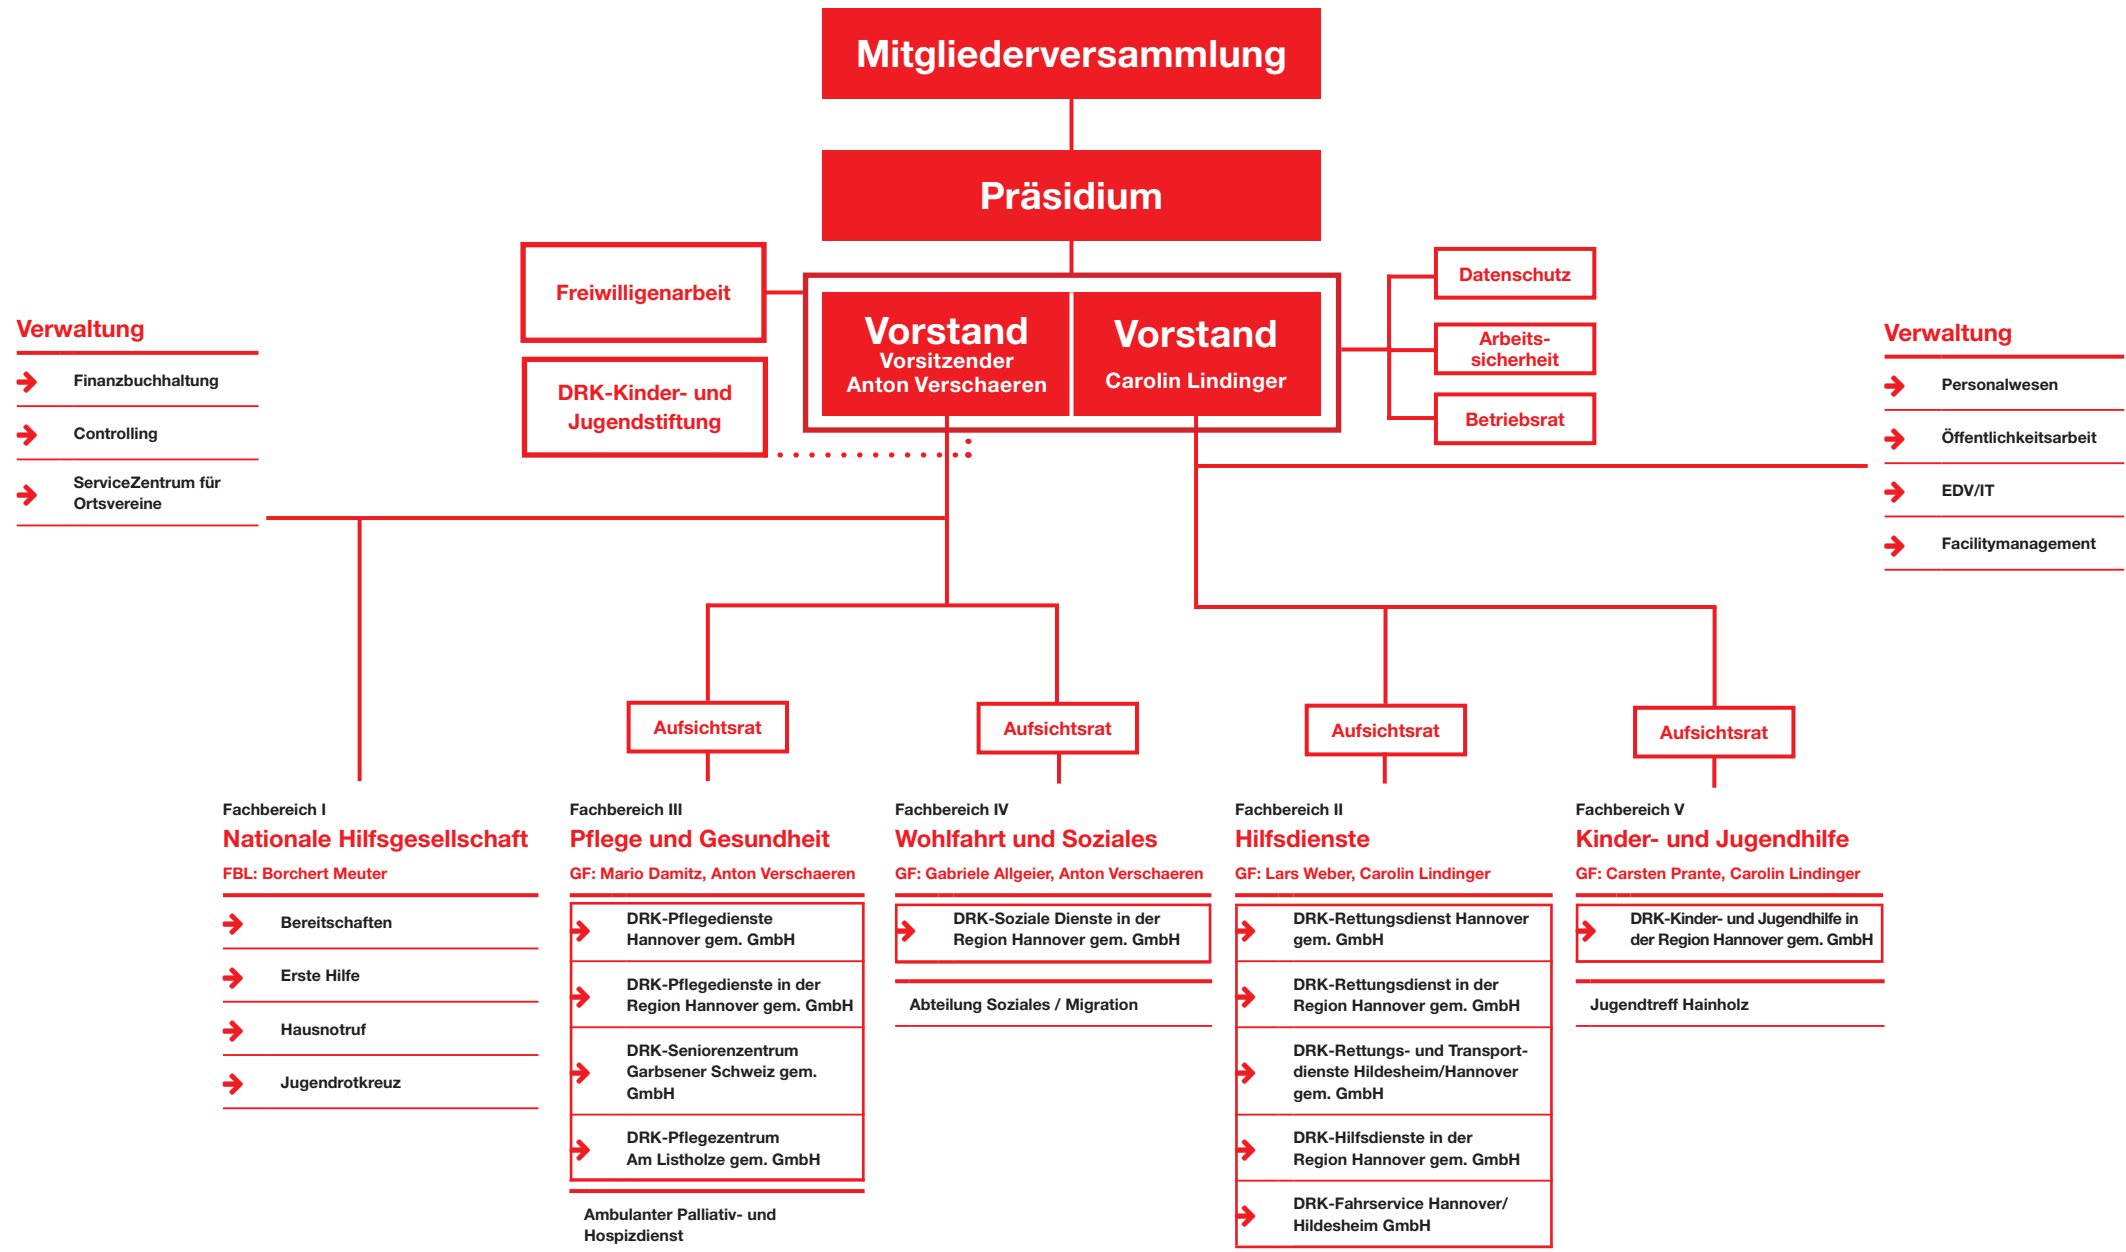 Mitgliederversammlung
Präsidium
Freiwilligenarbeit
DRK-Kinder- und
Jugendstiftung
Vorstand
Vorsitzender
Anton Verschaeren
Vorstand
Carolin Lindinger
Datenschutz
Arbeits-
sicherheit
Betriebsrat
Verwaltung
Finanzbuchhaltung
Controlling
ServiceZentrum für
Ortsvereine
Verwaltung
Personalwesen
Öffentlichkeitsarbeit
EDV/IT
Facilitymanagement
Aufsichtsrat
Aufsichtsrat
Aufsichtsrat
Aufsichtsrat
Fachbereich I
Nationale Hilfsgesellschaft
FBL: Borchert Meuter
Bereitschaften
Erste Hilfe
Hausnotruf
Jugendrotkreuz
Fachbereich III
Pflege und Gesundheit
GF: Mario Damitz, Anton Verschaeren
DRK-Pflegedienste
Hannover gem. GmbH
DRK-Pflegedienste in der
Region Hannover gem. GmbH
DRK-Seniorenzentrum
Garbsener Schweiz gem.
GmbH
DRK-Pflegezentrum
Am Listholze gem. GmbH
Ambulanter Palliativ- und
Hospizdienst
Fachbereich IV
Wohlfahrt und Soziales
GF: Gabriele Allgeier, Anton Verschaeren
DRK-Soziale Dienste in der
Region Hannover gem. GmbH
Abteilung Soziales / Migration
Fachbereich II
Hilfsdienste
GF: Lars Weber, Carolin Lindinger
DRK-Rettungsdienst Hannover
gem. GmbH
DRK-Rettungsdienst in der
Region Hannover gem. GmbH
DRK-Rettungs- und Transport-
dienste Hildesheim/Hannover
gem. GmbH
DRK-Hilfsdienste in der
Region Hannover gem. GmbH
DRK-Fahrservice Hannover/
Hildesheim GmbH
Fachbereich V
Kinder- und Jugendhilfe
GF: Carsten Prante, Carolin Lindinger
DRK-Kinder- und Jugendhilfe in
der Region Hannover gem. GmbH
Jugendtreff Hainholz